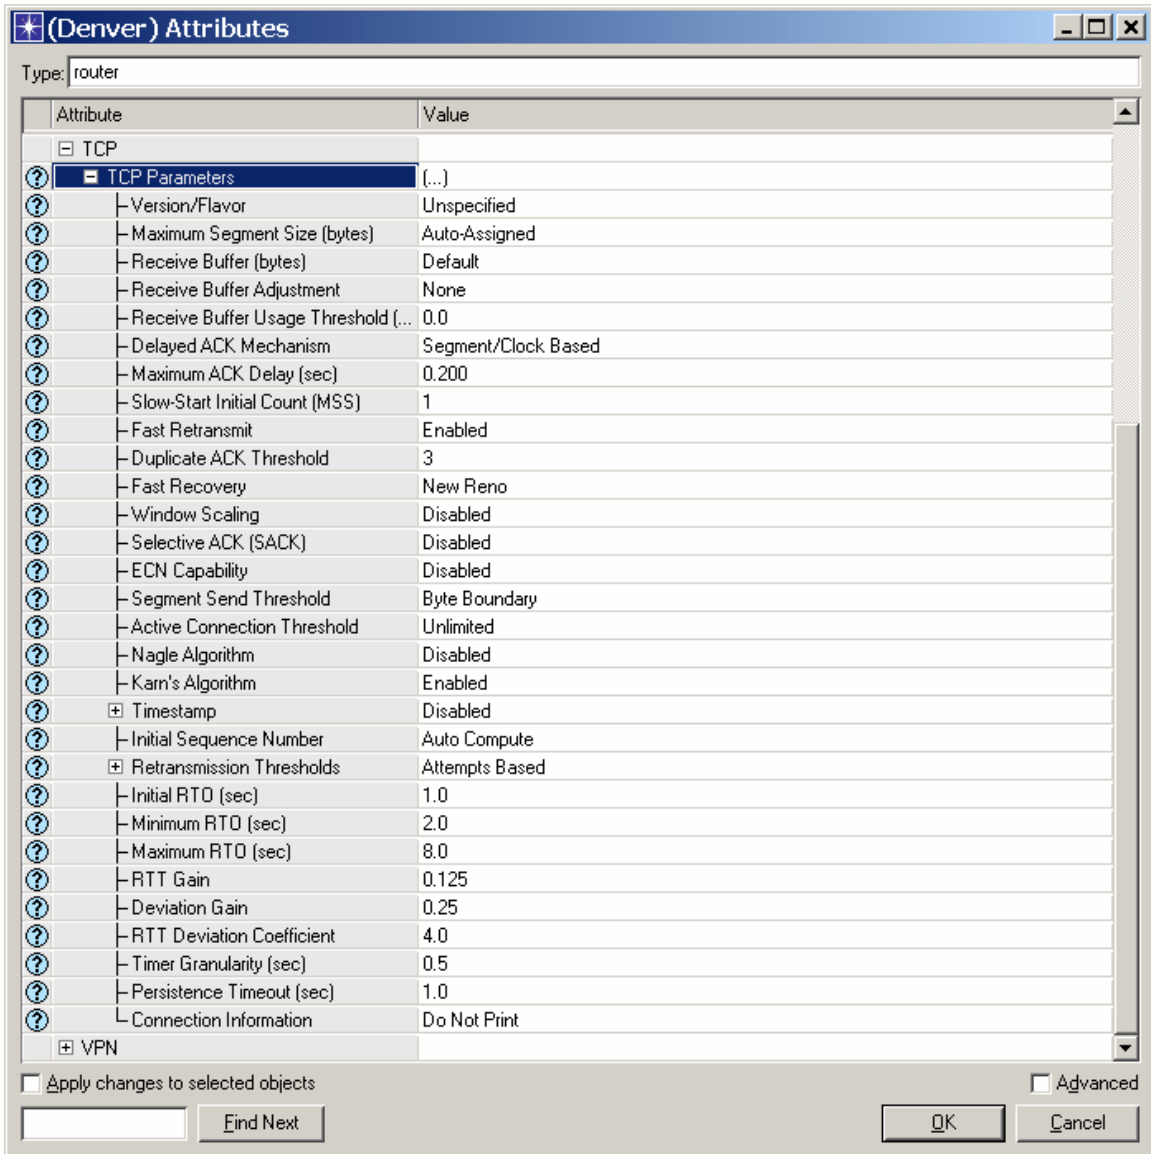 (Denver) Attributes
Type: router
Attribute Value
TCP
TCP Parameters (...)
Version/Flavor Unspecified
Maximum Segment Size (bytes) Auto-Assigned
Receive Buffer (bytes) Default
Receive Buffer Adjustment None
Receive Buffer Usage Threshold (... 0.0
Delayed ACK Mechanism Segment/Clock Based
Maximum ACK Delay (sec) 0.200
Slow-Start Initial Count (MSS) 1
Fast Retransmit Enabled
Duplicate ACK Threshold 3
Fast Recovery New Reno
Window Scaling Disabled
Selective ACK (SACK) Disabled
ECN Capability Disabled
Segment Send Threshold Byte Boundary
Active Connection Threshold Unlimited
Nagle Algorithm Disabled
Karn's Algorithm Enabled
Timestamp Disabled
Initial Sequence Number Auto Compute
Retransmission Thresholds Attempts Based
Initial RTO (sec) 1.0
Minimum RTO (sec) 2.0
Maximum RTO (sec) 8.0
RTT Gain 0.125
Deviation Gain 0.25
RTT Deviation Coefficient 4.0
Timer Granularity (sec) 0.5
Persistence Timeout (sec) 1.0
Connection Information Do Not Print
VPN
Apply changes to selected objects Advanced
Find Next OK Cancel